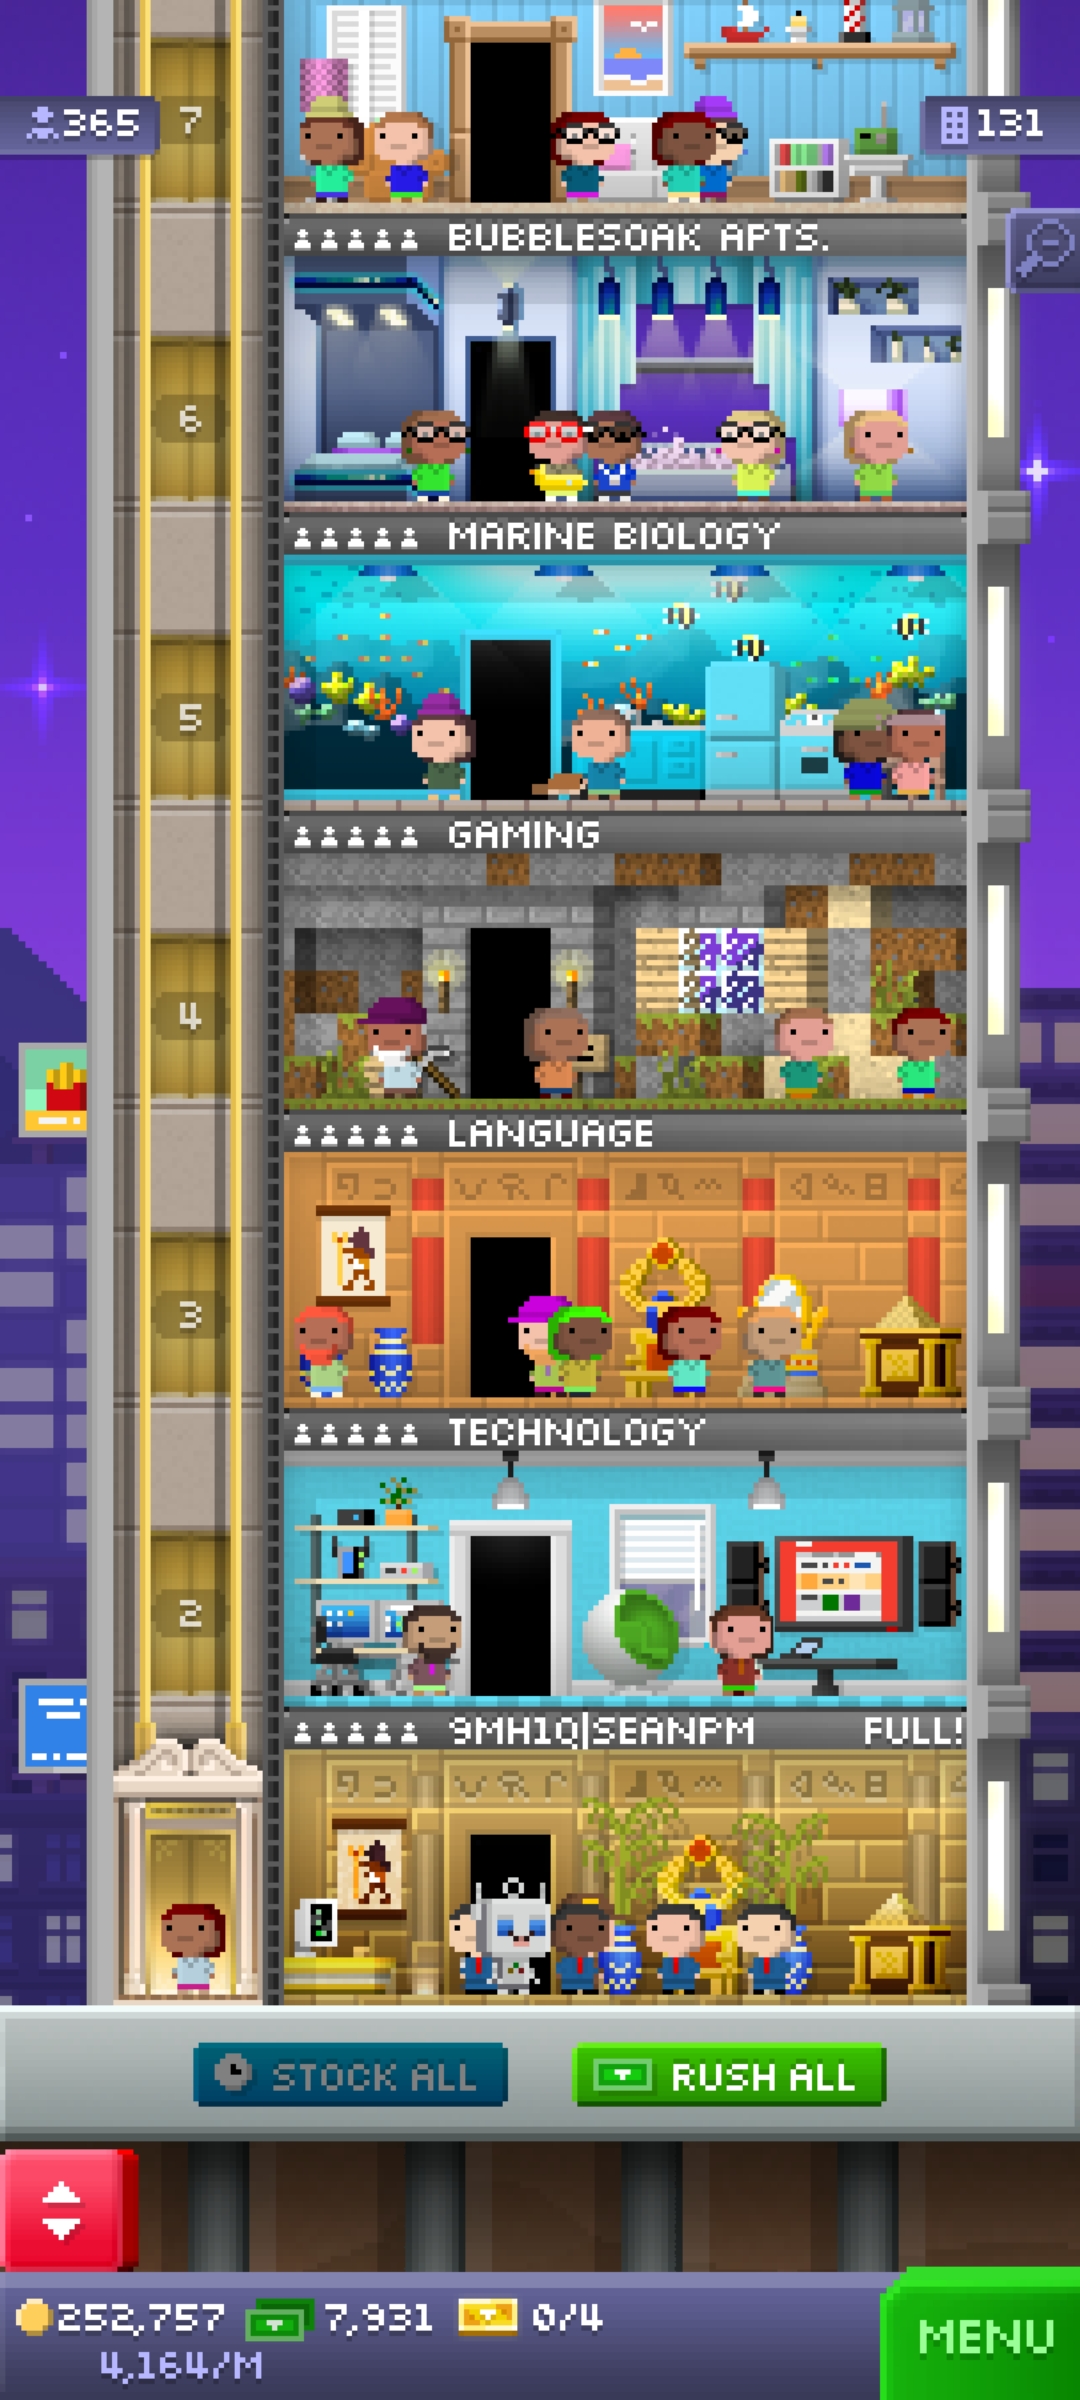 365
7
131
BUBBLESOAK APTS.
6
MARINE BIOLOGY
5
GAMING
4
LANGUAGE
3
TECHNOLOGY
2
9MH1Q|SEANPM FULL!
STOCK ALL
RUSH ALL
252,757 7,931 0/4
4,164/M
MENU